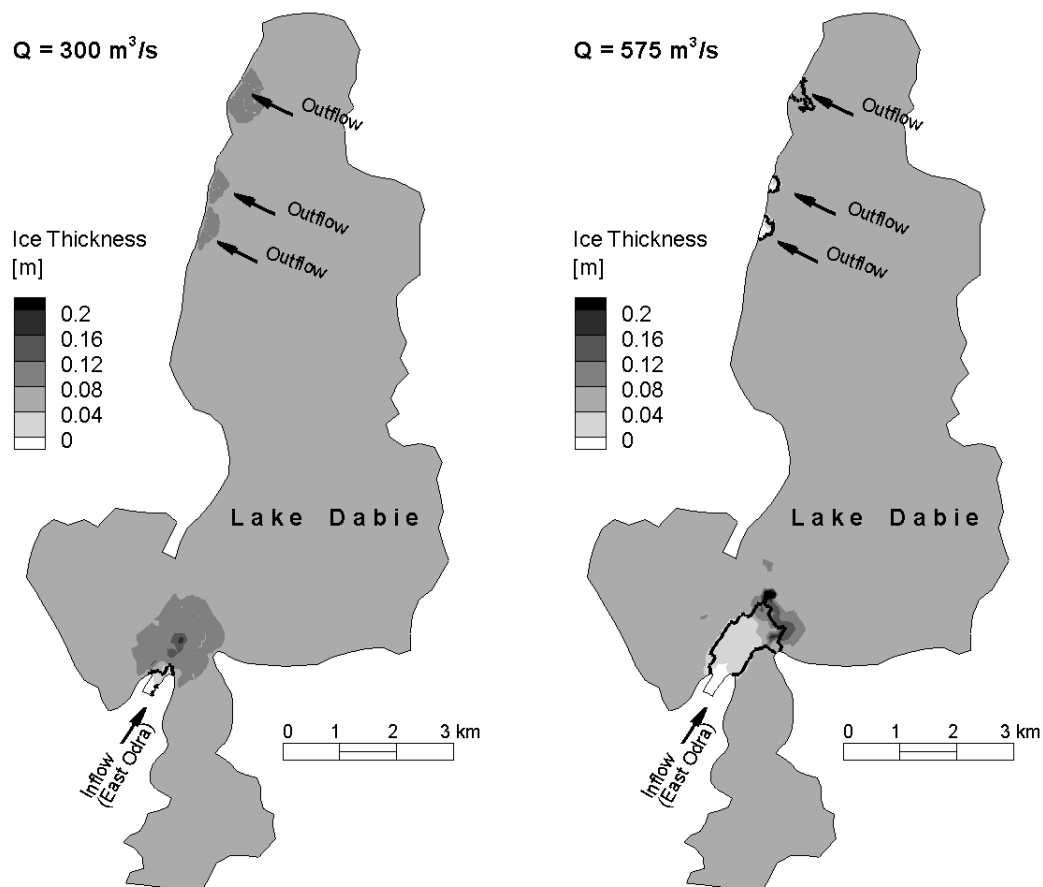 Q = 300 m³/s
Outflow
Outflow
Outflow
Ice Thickness
[m]
0.2
0.16
0.12
0.08
0.04
0
Lake Dabie
Inflow
(East Odra)
0 1 2 3 km
Q = 575 m³/s
Outflow
Outflow
Outflow
Ice Thickness
[m]
0.2
0.16
0.12
0.08
0.04
0
Lake Dabie
Inflow
(East Odra)
0 1 2 3 km